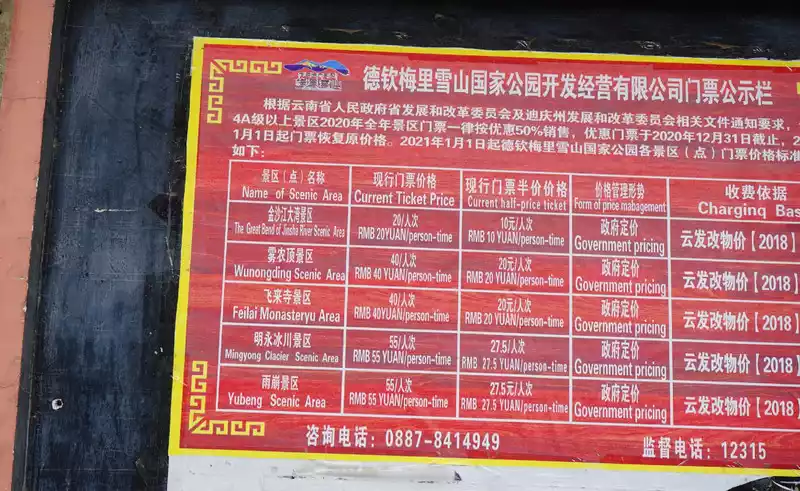 德钦梅里雪山国家公园开发经营有限公司门票公示栏
根据云南省人民政府省发展和改革委员会及迪庆州发展和改革委员会相关文件通知要求，
4A级以上景区2020年全年景区门票一律按优惠50%销售，优惠门票于2020年12月31日截止，2
1月1日起门票恢复原价格。2021年1月1日起德钦梅里雪山国家公园各景区（点）门票价格标准
如下：
景区（点）名称 现行门票价格 现行门票半价价格 价格管理形势 收费依据
Name of Scenic Area Current Ticket Price Current half-price ticket Form of price mabagement Charginq Bas
金沙江大湾景区 20/人次 10元/人次 政府定价 云发改物价【2018】
The Great Bend of Jinsha River Scenic Area RMB 20YUAN/person-time RMB 10 YUAN/person-time Government pricing
雾农顶景区 40/人次 20元/人次 政府定价 云发改物价【2018】
Wunongding Scenic Area RMB 40 YUAN/person-time RMB 20 YUAN/person-time Government pricing
飞来寺景区 40/人次 20元/人次 政府定价 云发改物价【2018】
Feilai Monasteryu Area RMB 40YUAN/person-time RMB 20 YUAN/person-time Government pricing
明永冰川景区 55/人次 27.5/人次 政府定价 云发改物价【2018】
Mingyong Clacier Scenic Area RMB 55 YUAN/person-time RMB 27.5 YUAN/person-time Government pricing
雨崩景区 55/人次 27.5元/人次 政府定价 云发改物价【2018】
Yubeng Scenic Area RMB 55 YUAN/person-time RMB 27.5 YUAN/person-time Government pricing
咨询电话：0887-8414949 监督电话：12315